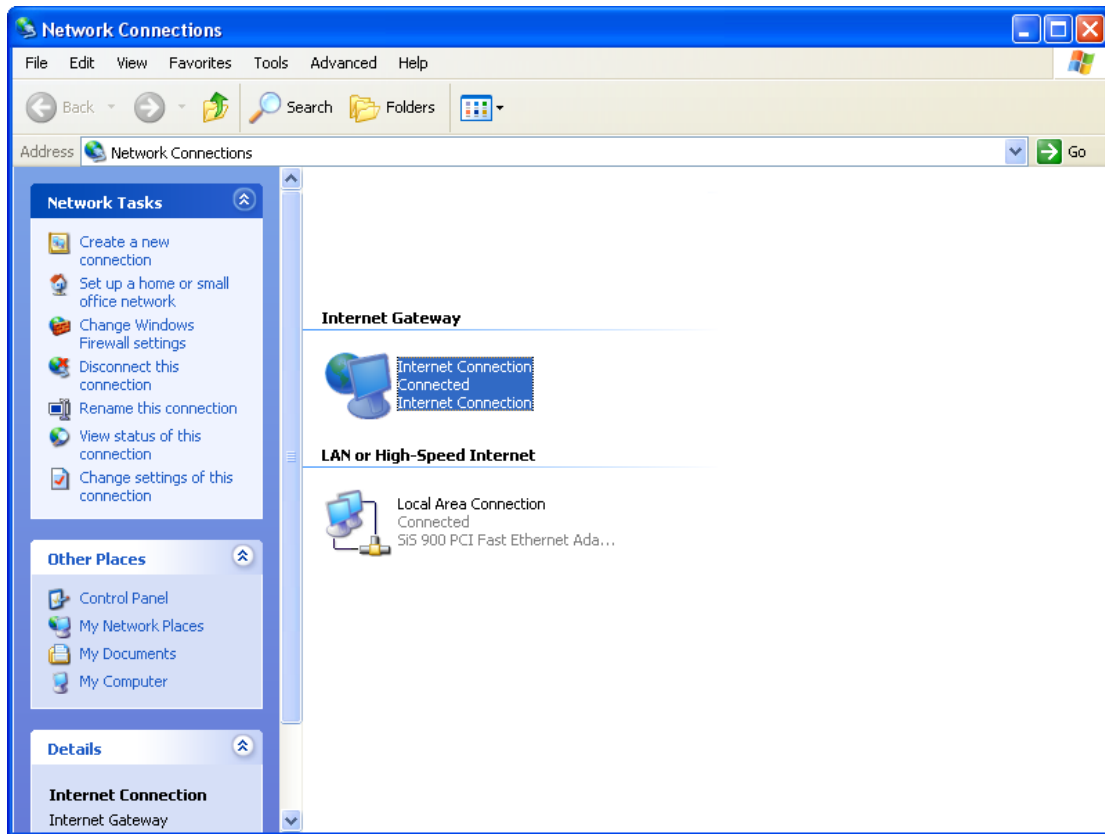 Network Connections
File Edit View Favorites Tools Advanced Help
Back Search Folders
Address Network Connections Go
Network Tasks
Create a new
connection
Set up a home or small
office network
Change Windows
Firewall settings
Disconnect this
connection
Rename this connection
View status of this
connection
Change settings of this
connection
Other Places
Control Panel
My Network Places
My Documents
My Computer
Details
Internet Connection
Internet Gateway
Internet Gateway
Internet Connection
Connected
Internet Connection
LAN or High-Speed Internet
Local Area Connection
Connected
SiS 900 PCI Fast Ethernet Ada...